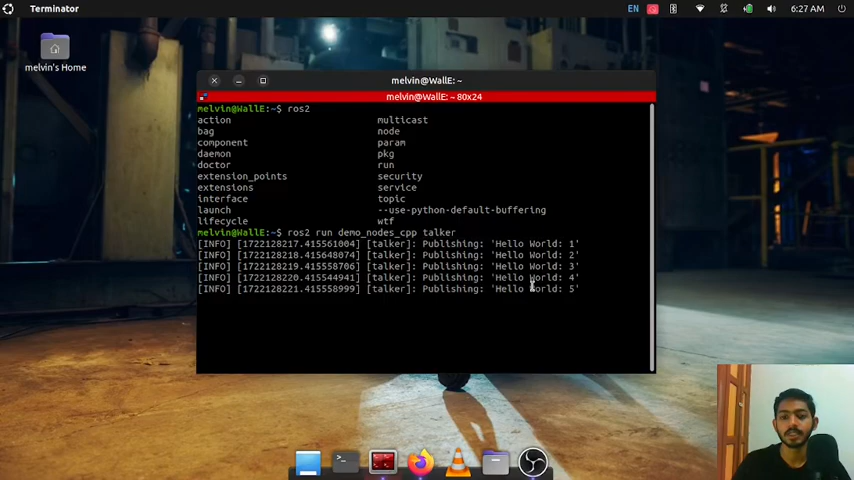 Terminator
EN
6:27 AM
melvin's Home
melvin@WallE: ~
melvin@WallE: ~ 80x24
melvin@WallE:~$ ros2
action multicast
bag node
component param
daemon pkg
doctor run
extension_points security
extensions service
interface topic
launch --use-python-default-buffering
lifecycle wtf
melvin@WallE:~$ ros2 run demo_nodes_cpp talker
[INFO] [1722128217.415561004] [talker]: Publishing: 'Hello World: 1'
[INFO] [1722128218.415648074] [talker]: Publishing: 'Hello World: 2'
[INFO] [1722128219.415558706] [talker]: Publishing: 'Hello World: 3'
[INFO] [1722128220.415544941] [talker]: Publishing: 'Hello World: 4'
[INFO] [1722128221.415558999] [talker]: Publishing: 'Hello World: 5'